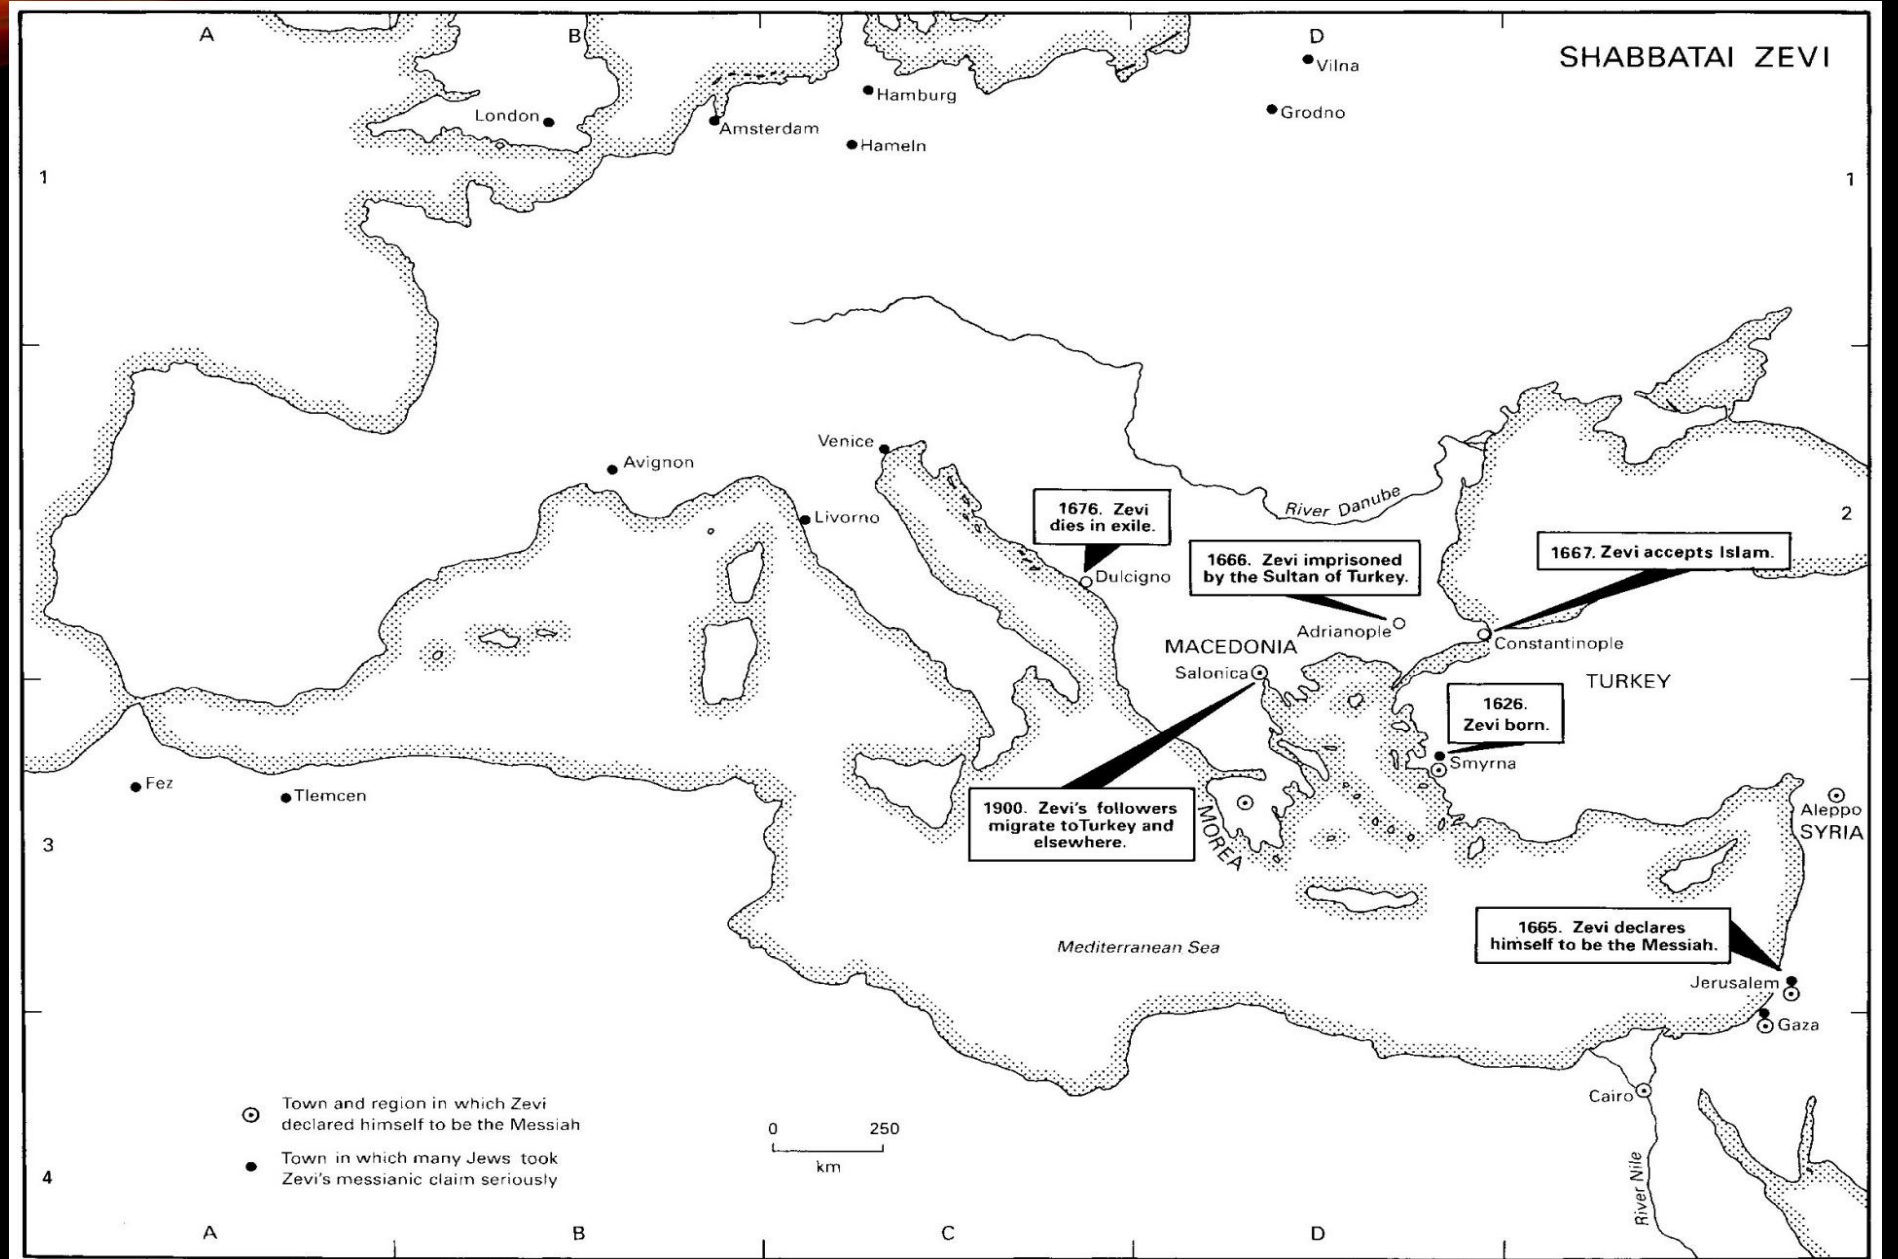 A
B
D
SHABBATAI ZEVI
Vilna
Hamburg
Grodno
London
Amsterdam
Hameln
1
1
Venice
Avignon
Livorno
1676. Zevi
dies in exile.
River Danube
2
1666. Zevi imprisoned
by the Sultan of Turkey.
1667. Zevi accepts Islam.
Dulcigno
Adrianople
Constantinople
MACEDONIA
Salonica
TURKEY
1626.
Zevi born.
Smyrna
Fez
Tlemcen
1900. Zevi's followers
migrate to Turkey and
elsewhere.
MOREA
Aleppo
SYRIA
3
Mediterranean Sea
1665. Zevi declares
himself to be the Messiah.
Jerusalem
Gaza
Cairo
River Nile
Town and region in which Zevi
declared himself to be the Messiah
Town in which many Jews took
Zevi's messianic claim seriously
0 250
km
4
A
B
C
D